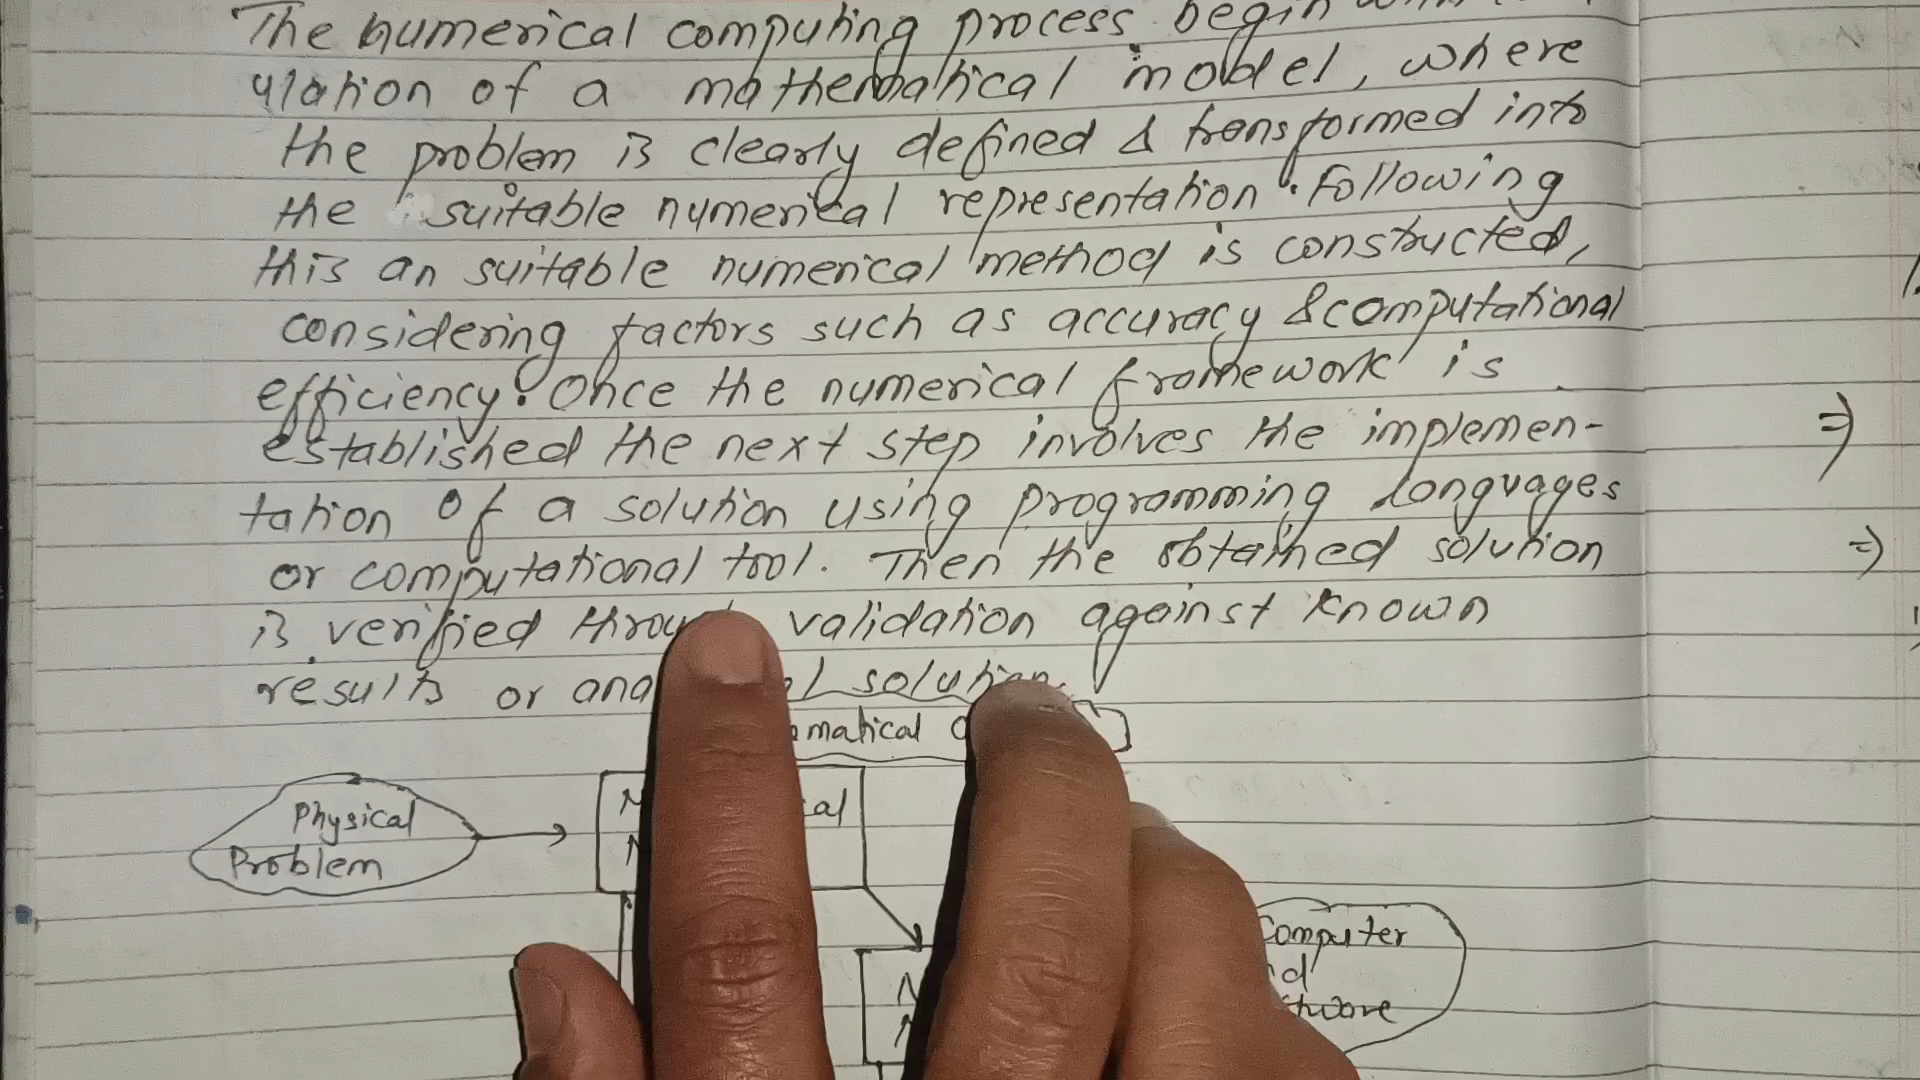 The numerical computing process begin
ulation of a mathematical model, where
the problem is clearly defined & transformed into
the suitable numerical representation. Following
this an suitable numerical method is constructed,
considering factors such as accuracy & computational
efficiency. Once the numerical framework is
established the next step involves the implemen-
tation of a solution using programming languages
or computational tool. Then the obtained solution
is verified validation against known
results or solution
Physical
Problem
Computer